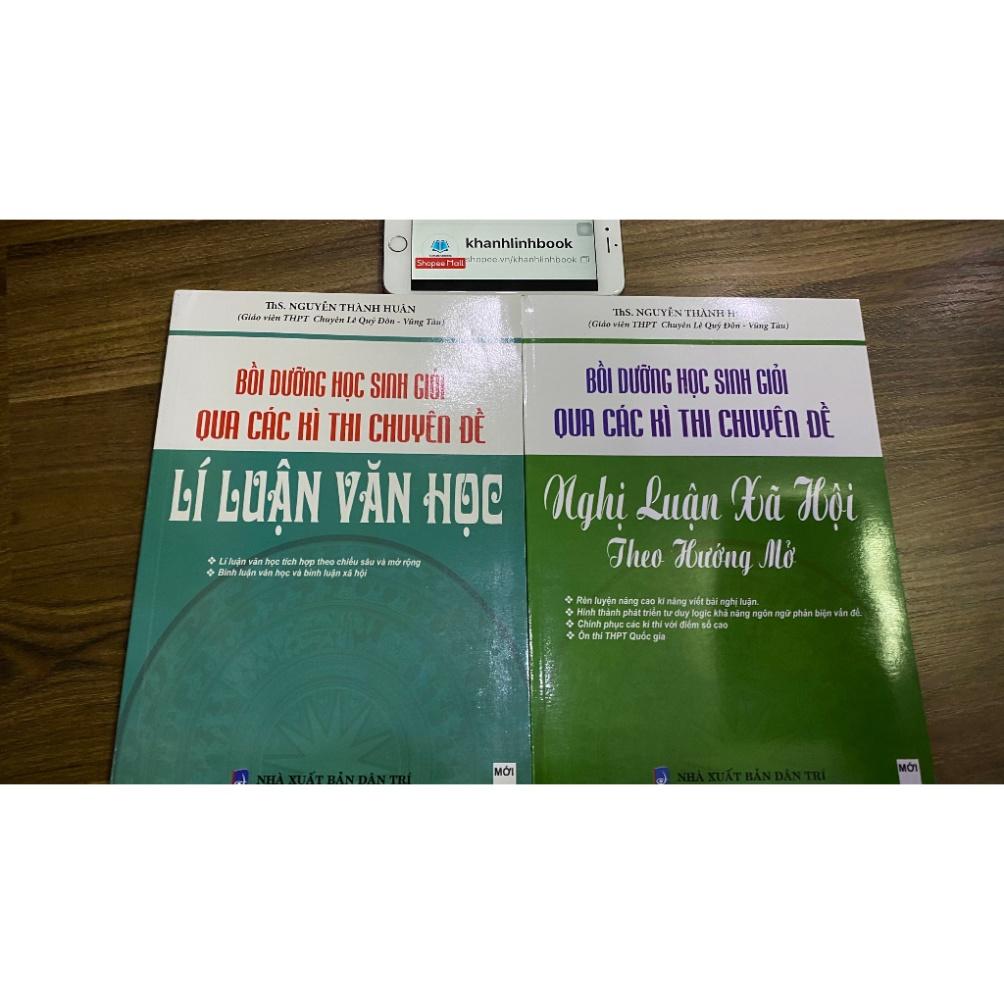 khanhlinhbook
Shopee Mall
shopee.vn/khanhlinhbook
ThS. NGUYỄN THÀNH HUÂN
(Giáo viên THPT Chuyên Lê Quý Đôn - Vũng Tàu)
BỒI DƯỠNG HỌC SINH GIỎI
QUA CÁC KÌ THI CHUYÊN ĐỀ
LÍ LUẬN VĂN HỌC
❖ Lí luận văn học tích hợp theo chiều sâu và mở rộng
❖ Bình luận văn học và bình luận xã hội
NHÀ XUẤT BẢN DÂN TRÍ
MỚI
ThS. NGUYỄN THÀNH H
(Giáo viên THPT Chuyên Lê Quý Đôn - Vũng Tàu)
BỒI DƯỠNG HỌC SINH GIỎI
QUA CÁC KÌ THI CHUYÊN ĐỀ
Nghị Luận Xã Hội
Theo Hướng Mở
❖ Rèn luyện nâng cao kĩ năng viết bài nghị luận.
❖ Hình thành phát triển tư duy logic khả năng ngôn ngữ phản biện vấn đề.
❖ Chinh phục các kì thi với điểm số cao
❖ Ôn thi THPT Quốc gia
NHÀ XUẤT BẢN DÂN TRÍ
MỚI